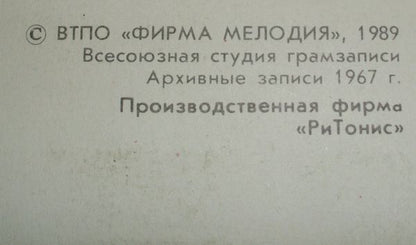 © ВТПО «ФИРМА МЕЛОДИЯ», 1989
Всесоюзная студия грамзаписи
Архивные записи 1967 г.
Производственная фирма
«РиТонис»